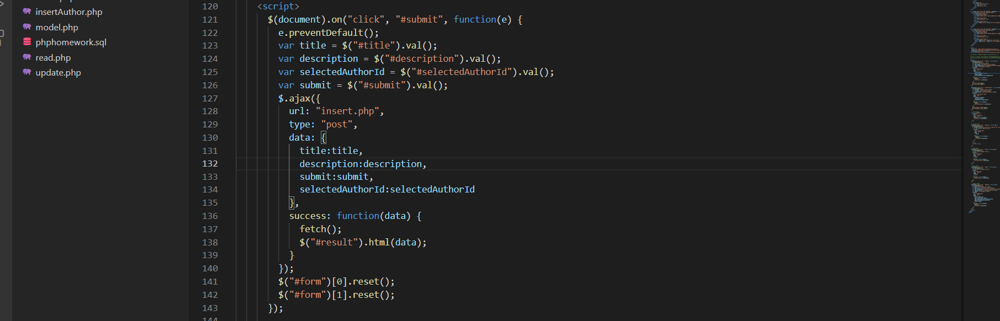 insertAuthor.php
model.php
phphomework.sql
read.php
update.php
120 <script>
121 $(document).on("click", "#submit", function(e) {
122 e.preventDefault();
123 var title = $("#title").val();
124 var description = $("#description").val();
125 var selectedAuthorId = $("#selectedAuthorId").val();
126 var submit = $("#submit").val();
127 $.ajax({
128 url: "insert.php",
129 type: "post",
130 data: {
131 title:title,
132 description:description,
133 submit:submit,
134 selectedAuthorId:selectedAuthorId
135 },
136 success: function(data) {
137 fetch();
138 $("#result").html(data);
139 }
140 });
141 $("#form")[0].reset();
142 $("#form")[1].reset();
143 });